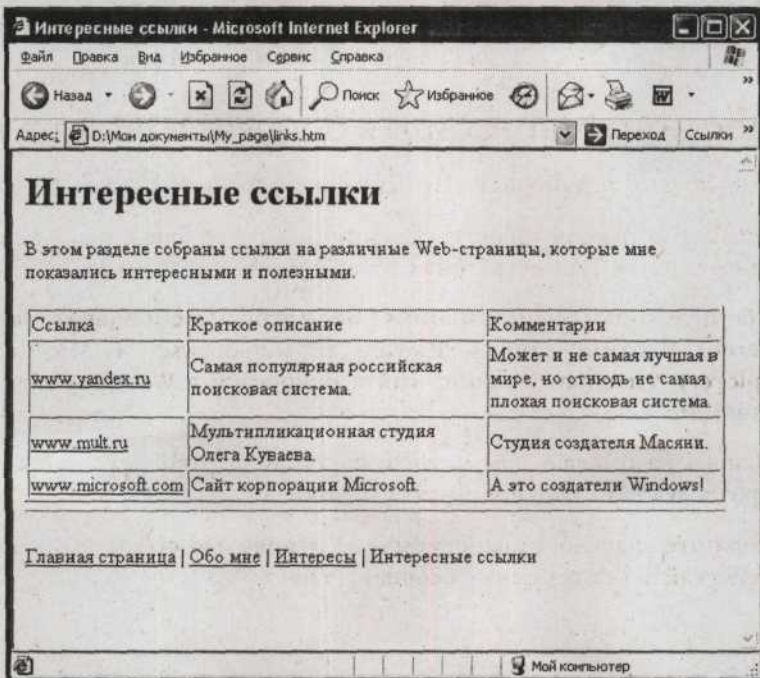 Интересные ссылки - Microsoft Internet Explorer
Файл Правка Вид Избранное Сервис Справка
Назад Поиск Избранное
Адрес: D:\Мои документы\My_page\links.htm Переход Ссылки
Интересные ссылки
В этом разделе собраны ссылки на различные Web-страницы, которые мне
показались интересными и полезными.
Ссылка Краткое описание Комментарии
www.yandex.ru Самая популярная российская поисковая система. Может и не самая лучшая в мире, но отнюдь не самая плохая поисковая система.
www.mult.ru Мультипликационная студия Олега Куваева. Студия создателя Масяни.
www.microsoft.com Сайт корпорации Microsoft. А это создатели Windows!
Главная страница | Обо мне | Интересы | Интересные ссылки
Мой компьютер